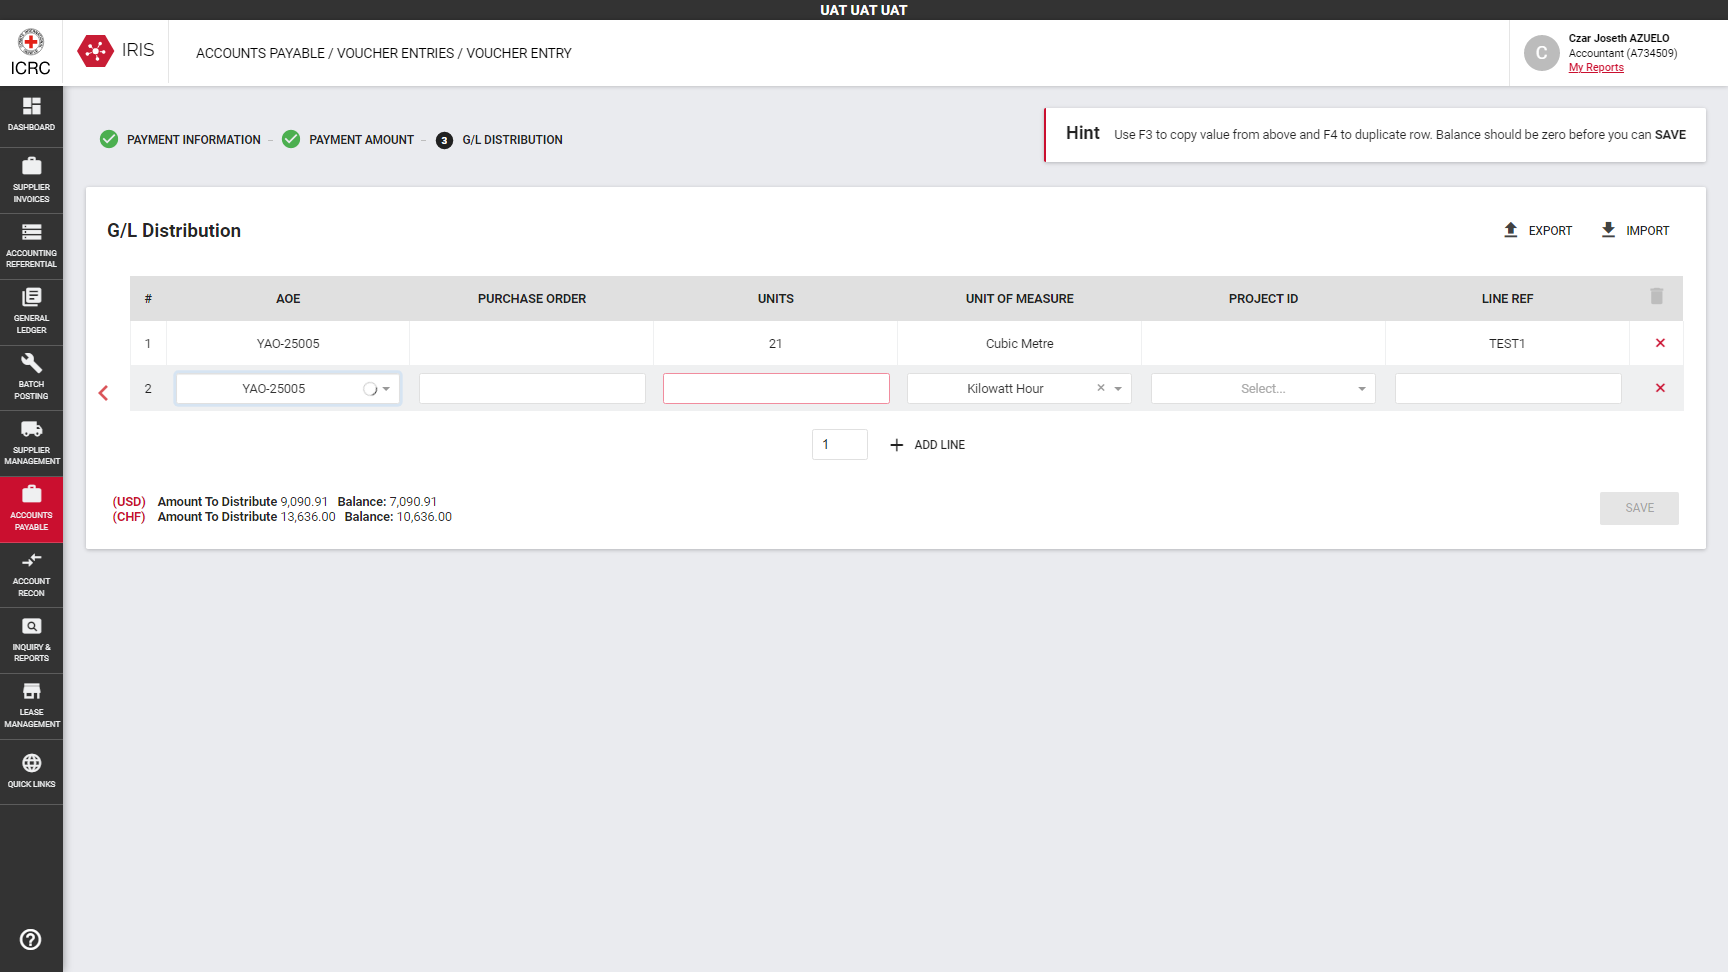 UAT UAT UAT
ICRC
IRIS
ACCOUNTS PAYABLE / VOUCHER ENTRIES / VOUCHER ENTRY
C
Czar Joseth AZUELO
Accountant (A734509)
My Reports
DASHBOARD
SUPPLIER
INVOICES
ACCOUNTING
REFERENTIAL
GENERAL
LEDGER
BATCH
POSTING
SUPPLIER
MANAGEMENT
ACCOUNTS
PAYABLE
ACCOUNT
RECON
INQUIRY &
REPORTS
LEASE
MANAGEMENT
QUICK LINKS
PAYMENT INFORMATION – PAYMENT AMOUNT – 3 G/L DISTRIBUTION
Hint Use F3 to copy value from above and F4 to duplicate row. Balance should be zero before you can SAVE
G/L Distribution
EXPORT IMPORT
# AOE PURCHASE ORDER UNITS UNIT OF MEASURE PROJECT ID LINE REF
1 YAO-25005 21 Cubic Metre TEST1
2 YAO-25005 Kilowatt Hour Select...
1 ADD LINE
(USD) Amount To Distribute 9,090.91 Balance: 7,090.91
(CHF) Amount To Distribute 13,636.00 Balance: 10,636.00
SAVE